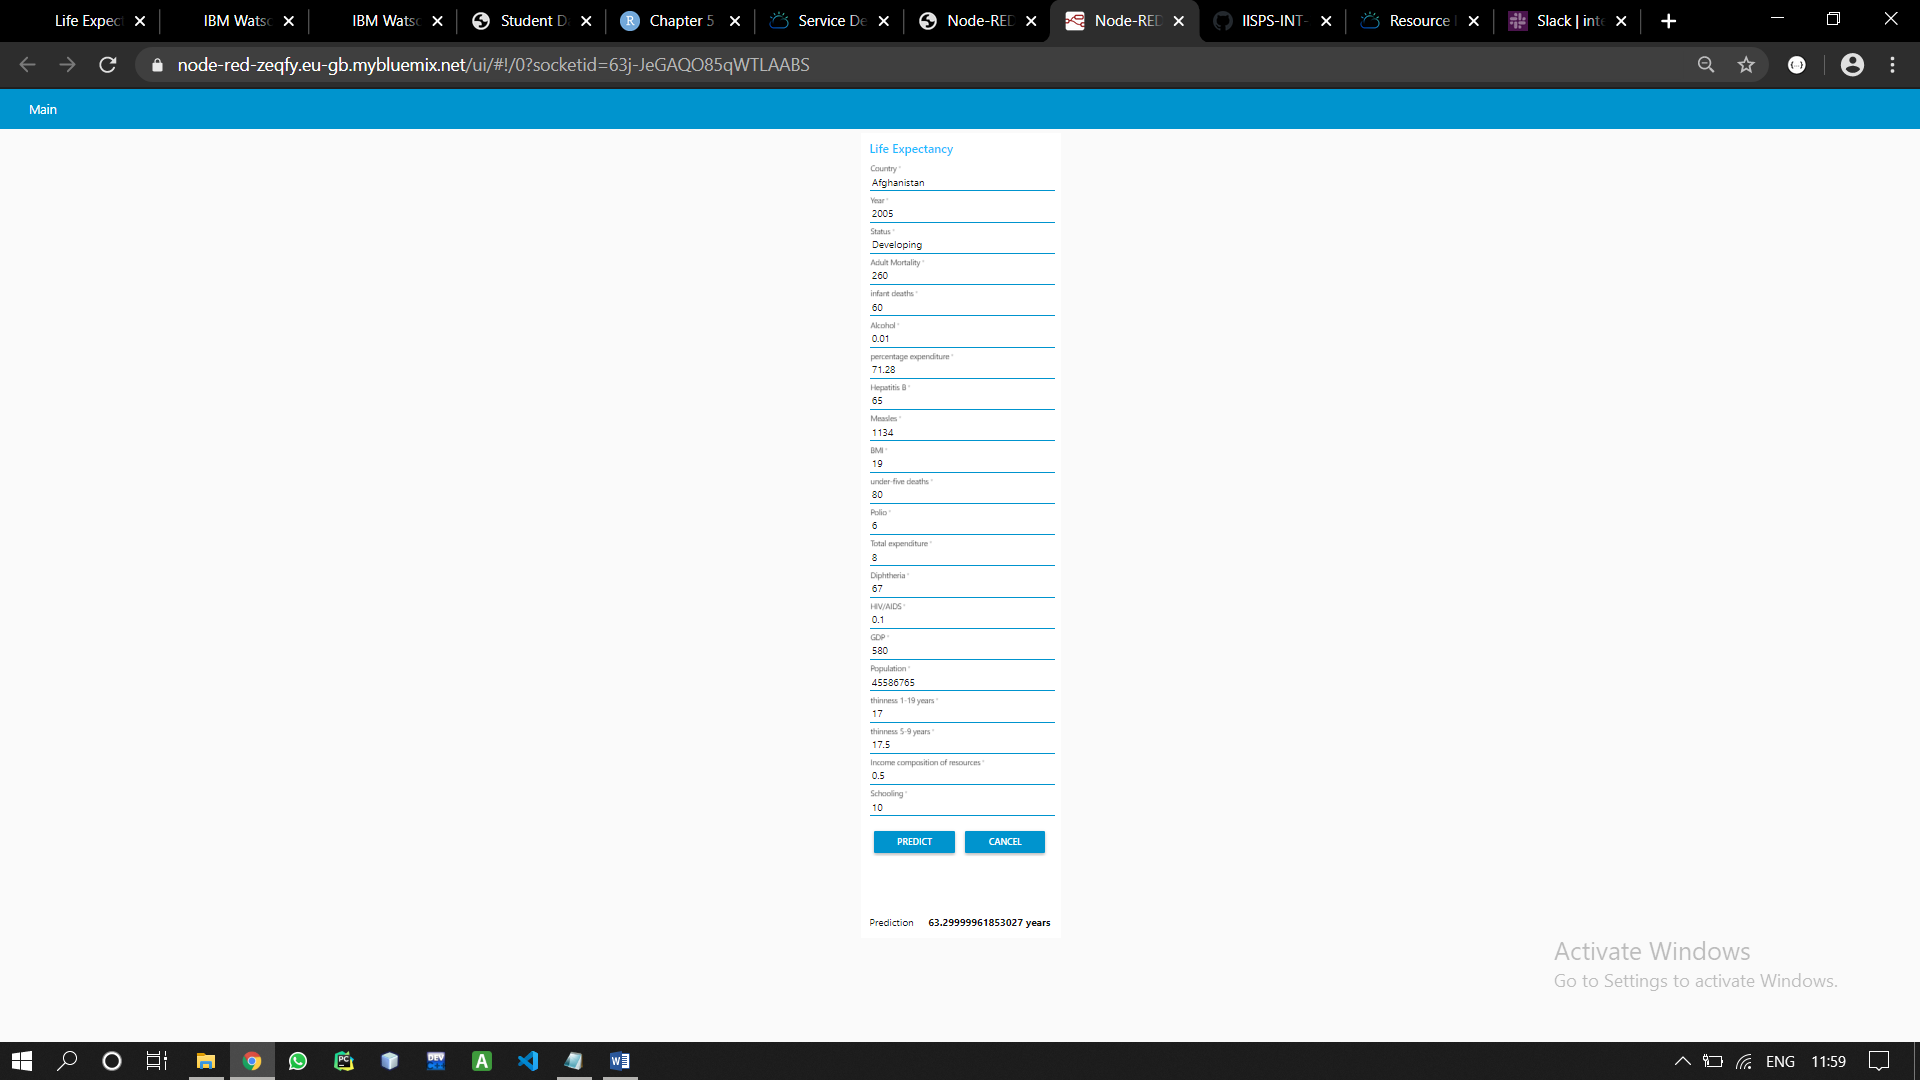 Life Expect
IBM Wats
IBM Wats
Student D
Chapter 5
Service De
Node-RED
Node-RED
IISPS-INT-
Resource
Slack | inte
node-red-zeqfy.eu-gb.mybluemix.net/ui/#!/0?socketid=63j-JeGAQO85qWTLAABS
Main
Life Expectancy
Country *
Afghanistan
Year *
2005
Status *
Developing
Adult Mortality *
260
infant deaths *
60
Alcohol *
0.01
percentage expenditure *
71.28
Hepatitis B *
65
Measles *
1134
BMI *
19
under-five deaths *
80
Polio *
6
Total expenditure *
8
Diphtheria *
67
HIV/AIDS *
0.1
GDP *
580
Population *
45586765
thinness 1-19 years *
17
thinness 5-9 years *
17.5
Income composition of resources *
0.5
Schooling *
10
PREDICT CANCEL
Prediction 63.29999961853027 years
Activate Windows
Go to Settings to activate Windows.
ENG 11:59